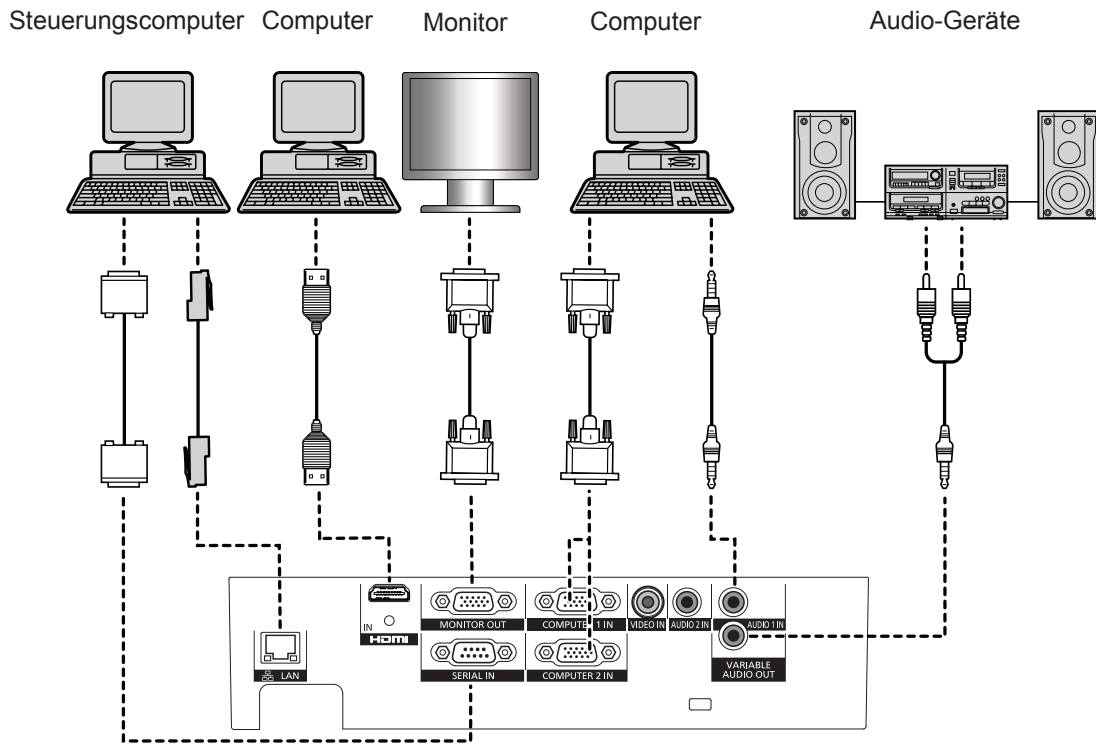 Steuerungscomputer
Computer
Monitor
Computer
Audio-Geräte
IN
HDMI
MONITOR OUT
COMPUTER 1 IN
VIDEO IN
AUDIO 2 IN
AUDIO 1 IN
LAN
SERIAL IN
COMPUTER 2 IN
VARIABLE
AUDIO OUT